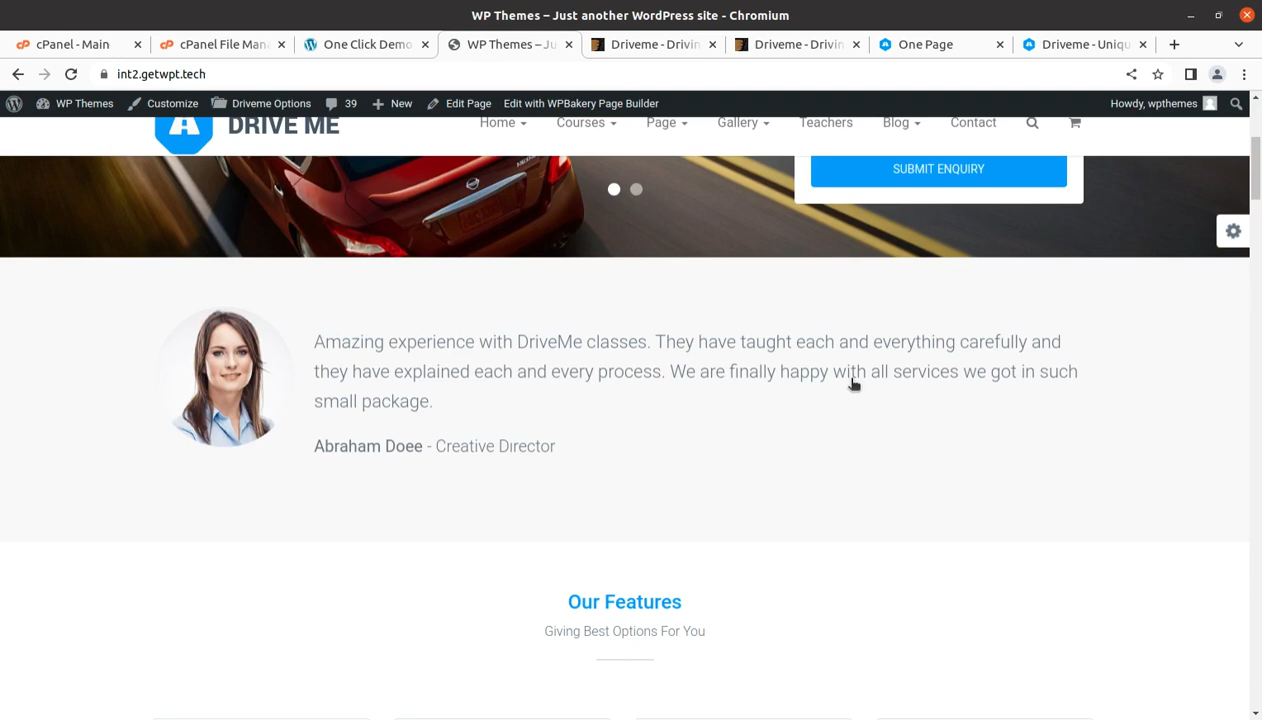 WP Themes – Just another WordPress site - Chromium
cPanel - Main
cPanel File Man
One Click Demo
WP Themes – Ju
Driveme - Drivin
Driveme - Drivin
One Page
Driveme - Uniqu
int2.getwpt.tech
WP Themes Customize Driveme Options 39 New Edit Page Edit with WPBakery Page Builder Howdy, wpthemes
DRIVE ME Home Courses Page Gallery Teachers Blog Contact
SUBMIT ENQUIRY
Amazing experience with DriveMe classes. They have taught each and everything carefully and
they have explained each and every process. We are finally happy with all services we got in such
small package.
Abraham Doee - Creative Director
Our Features
Giving Best Options For You